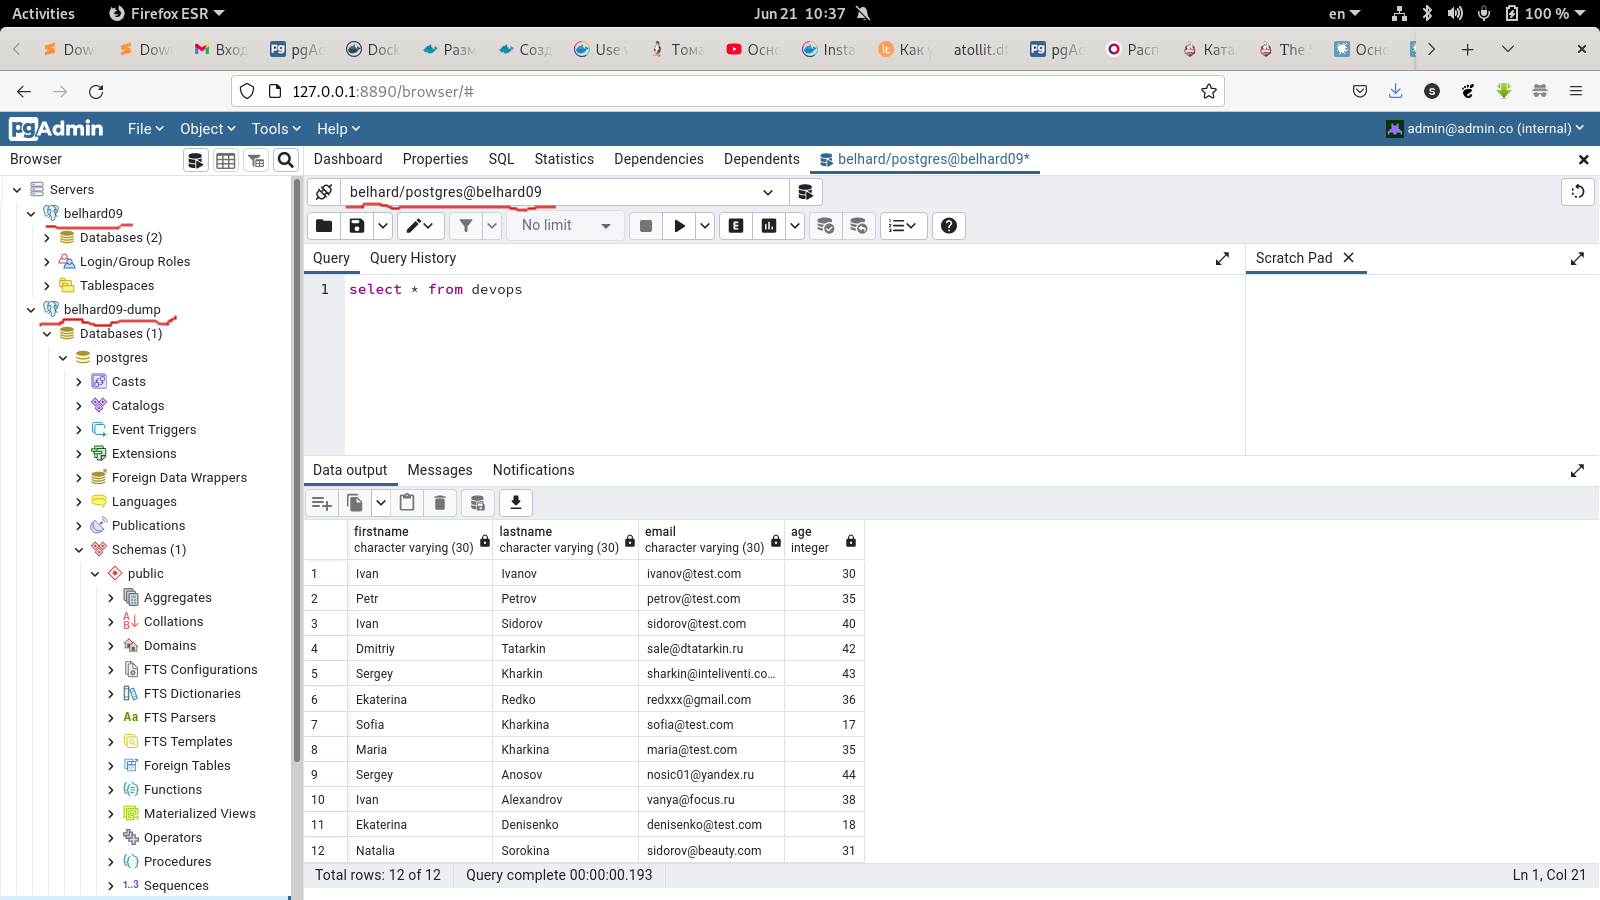 Activities Firefox ESR Jun 21 10:37 en 100 %
Dow Dow Вход pgAd Dock Разм Созд Use Тома Осно Insta Как atollit.d pgAd Расп Ката The Осно
127.0.0.1:8890/browser/#
pgAdmin File Object Tools Help admin@admin.co (internal)
Browser Dashboard Properties SQL Statistics Dependencies Dependents belhard/postgres@belhard09*
Servers
belhard09
Databases (2)
Login/Group Roles
Tablespaces
belhard09-dump
Databases (1)
postgres
Casts
Catalogs
Event Triggers
Extensions
Foreign Data Wrappers
Languages
Publications
Schemas (1)
public
Aggregates
Collations
Domains
FTS Configurations
FTS Dictionaries
FTS Parsers
FTS Templates
Foreign Tables
Functions
Materialized Views
Operators
Procedures
Sequences
belhard/postgres@belhard09
No limit
Query Query History Scratch Pad
1 select * from devops
Data output Messages Notifications
firstname lastname email age
character varying (30) character varying (30) character varying (30) integer
1 Ivan Ivanov ivanov@test.com 30
2 Petr Petrov petrov@test.com 35
3 Ivan Sidorov sidorov@test.com 40
4 Dmitriy Tatarkin sale@dtatarkin.ru 42
5 Sergey Kharkin sharkin@inteliventi.co... 43
6 Ekaterina Redko redxxx@gmail.com 36
7 Sofia Kharkina sofia@test.com 17
8 Maria Kharkina maria@test.com 35
9 Sergey Anosov nosic01@yandex.ru 44
10 Ivan Alexandrov vanya@focus.ru 38
11 Ekaterina Denisenko denisenko@test.com 18
12 Natalia Sorokina sidorov@beauty.com 31
Total rows: 12 of 12 Query complete 00:00:00.193 Ln 1, Col 21